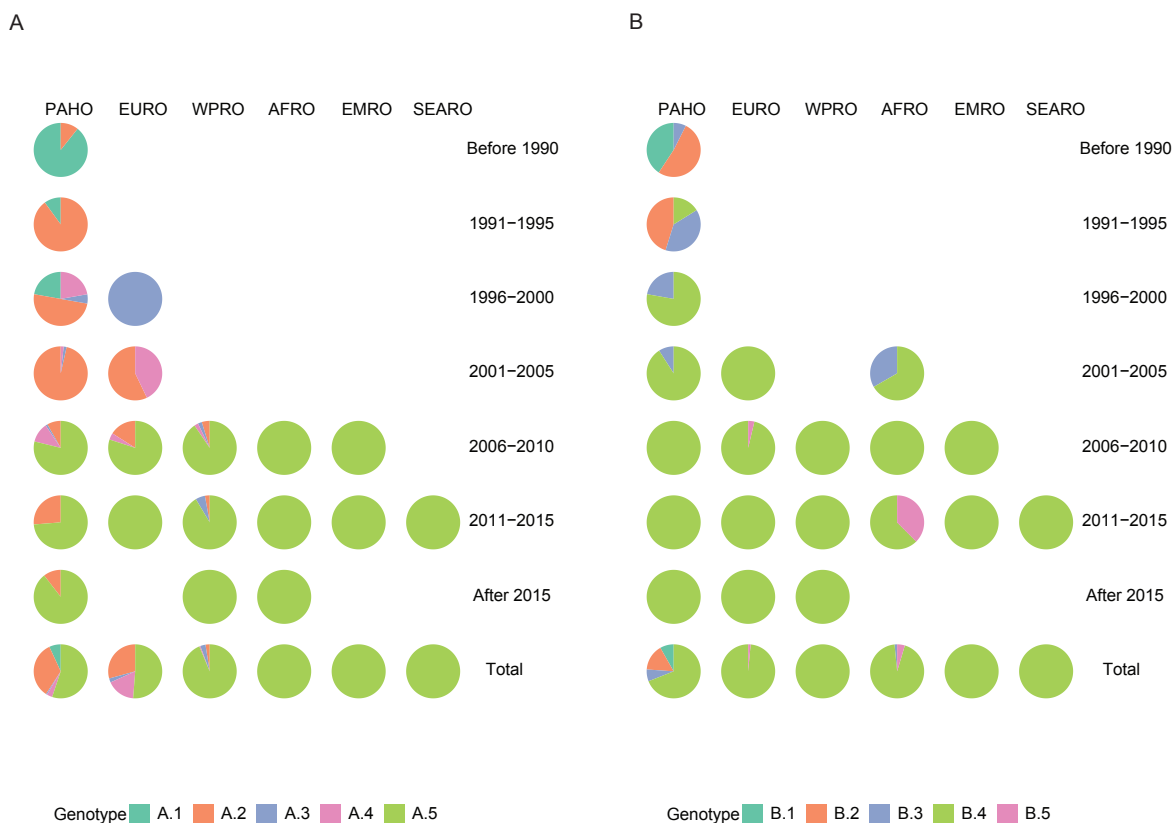 A
B
PAHO EURO WPRO AFRO EMRO SEARO
PAHO EURO WPRO AFRO EMRO SEARO
Before 1990
Before 1990
1991−1995
1991−1995
1996−2000
1996−2000
2001−2005
2001−2005
2006−2010
2006−2010
2011−2015
2011−2015
After 2015
After 2015
Total
Total
Genotype A.1 A.2 A.3 A.4 A.5
Genotype B.1 B.2 B.3 B.4 B.5